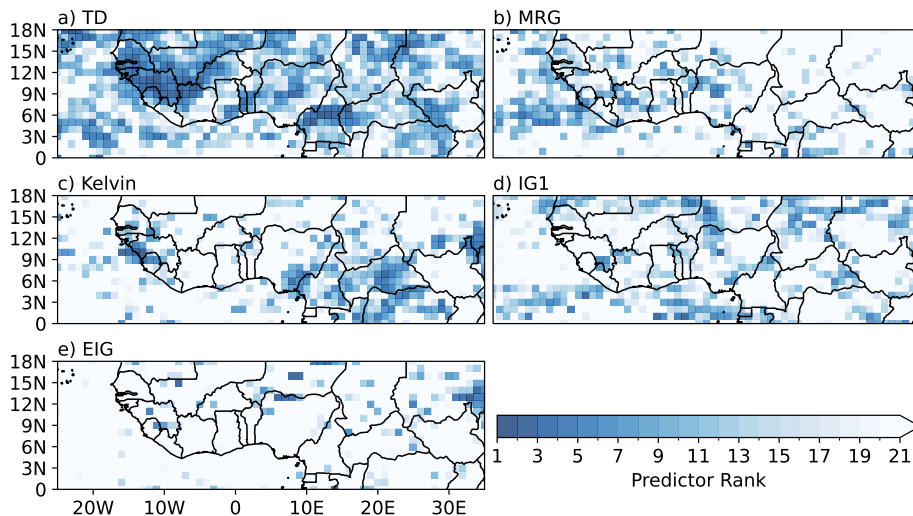 a) TD
b) MRG
18N
15N
12N
9N
6N
3N
0
c) Kelvin
d) IG1
18N
15N
12N
9N
6N
3N
0
e) EIG
18N
15N
12N
9N
6N
3N
0
20W 10W 0 10E 20E 30E
1 3 5 7 9 11 13 15 17 19 21
Predictor Rank